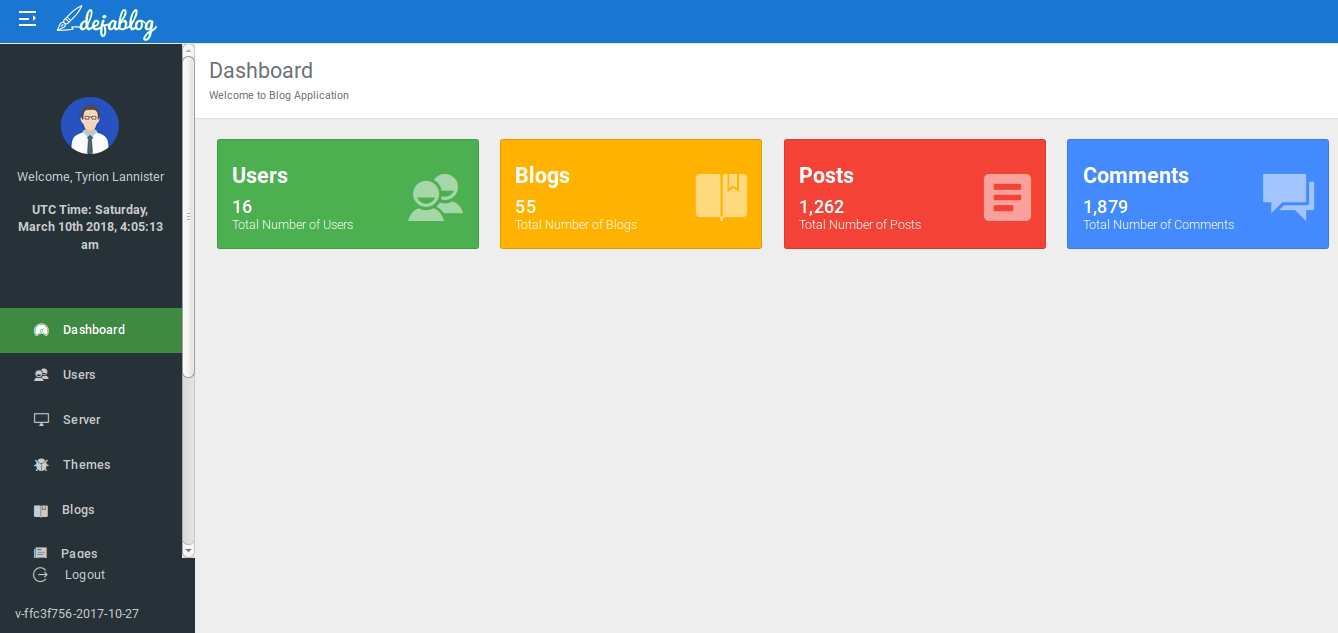 dejablog
Welcome, Tyrion Lannister
UTC Time: Saturday,
March 10th 2018, 4:05:13
am
Dashboard
Users
Server
Themes
Blogs
Pages
Logout
v-ffc3f756-2017-10-27
Dashboard
Welcome to Blog Application
Users
16
Total Number of Users
Blogs
55
Total Number of Blogs
Posts
1,262
Total Number of Posts
Comments
1,879
Total Number of Comments